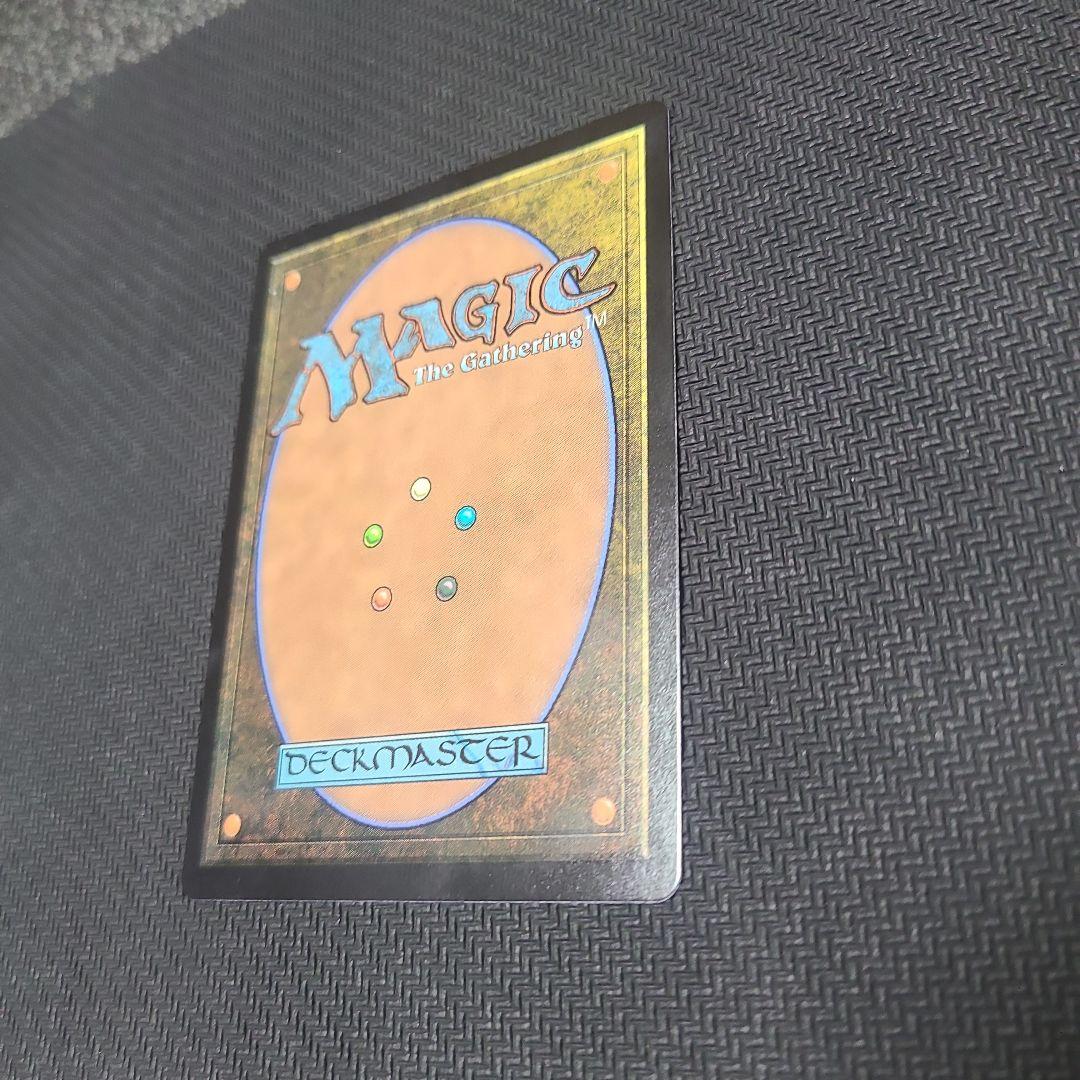 MAGIC
The Gathering™
DECKMASTER